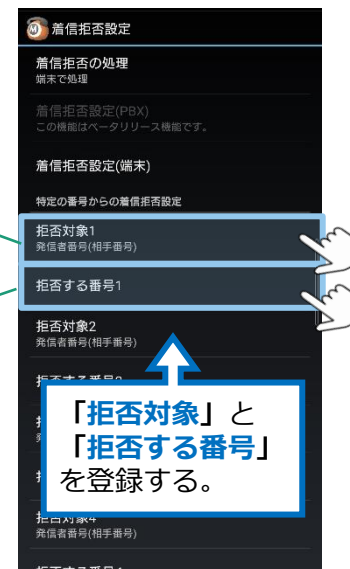 着信拒否設定
着信拒否の処理
端末で処理
着信拒否設定(PBX)
この機能はベータリリース機能です。
着信拒否設定(端末)
特定の番号からの着信拒否設定
拒否対象1
発信者番号(相手番号)
拒否する番号1
拒否対象2
発信者番号(相手番号)
「拒否対象」と
「拒否する番号」
を登録する。
拒否対象4
発信者番号(相手番号)